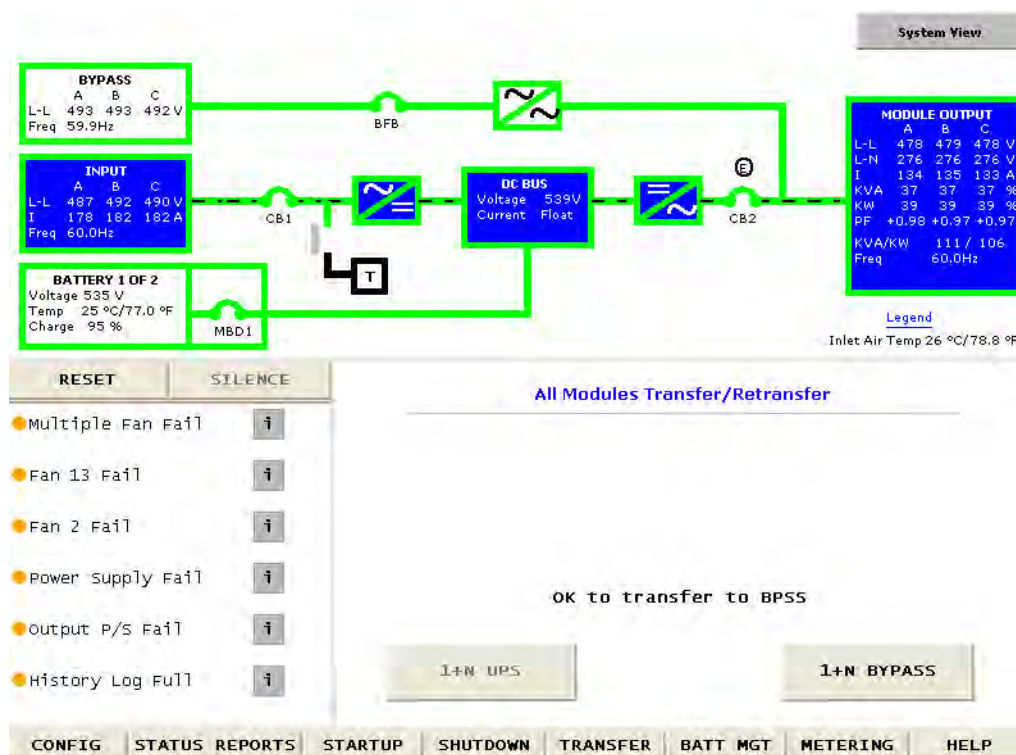 System View
BYPASS
A B C
L-L 493 493 492 V
Freq 59.9Hz
BFB
INPUT
A B C
L-L 487 492 490 V
I 178 182 182 A
Freq 60.0Hz
CB1
T
DC BUS
Voltage 539V
Current Float
E
CB2
MODULE OUTPUT
A B C
L-L 478 479 478 V
L-N 276 276 276 V
I 134 135 133 A
KVA 37 37 37 %
KW 39 39 39 %
PF +0.98 +0.97 +0.97
KVA/KW 111 / 106
Freq 60.0Hz
BATTERY 1 OF 2
Voltage 535 V
Temp 25 ºC/77.0 ºF
Charge 95 %
MBD1
Legend
Inlet Air Temp 26 ºC/78.8 ºF
RESET SILENCE
Multiple Fan Fail i
Fan 13 Fail i
Fan 2 Fail i
Power Supply Fail i
Output P/S Fail i
History Log Full i
All Modules Transfer/Retransfer
OK to transfer to BPSS
1+N UPS 1+N BYPASS
CONFIG STATUS REPORTS STARTUP SHUTDOWN TRANSFER BATT MGT METERING HELP